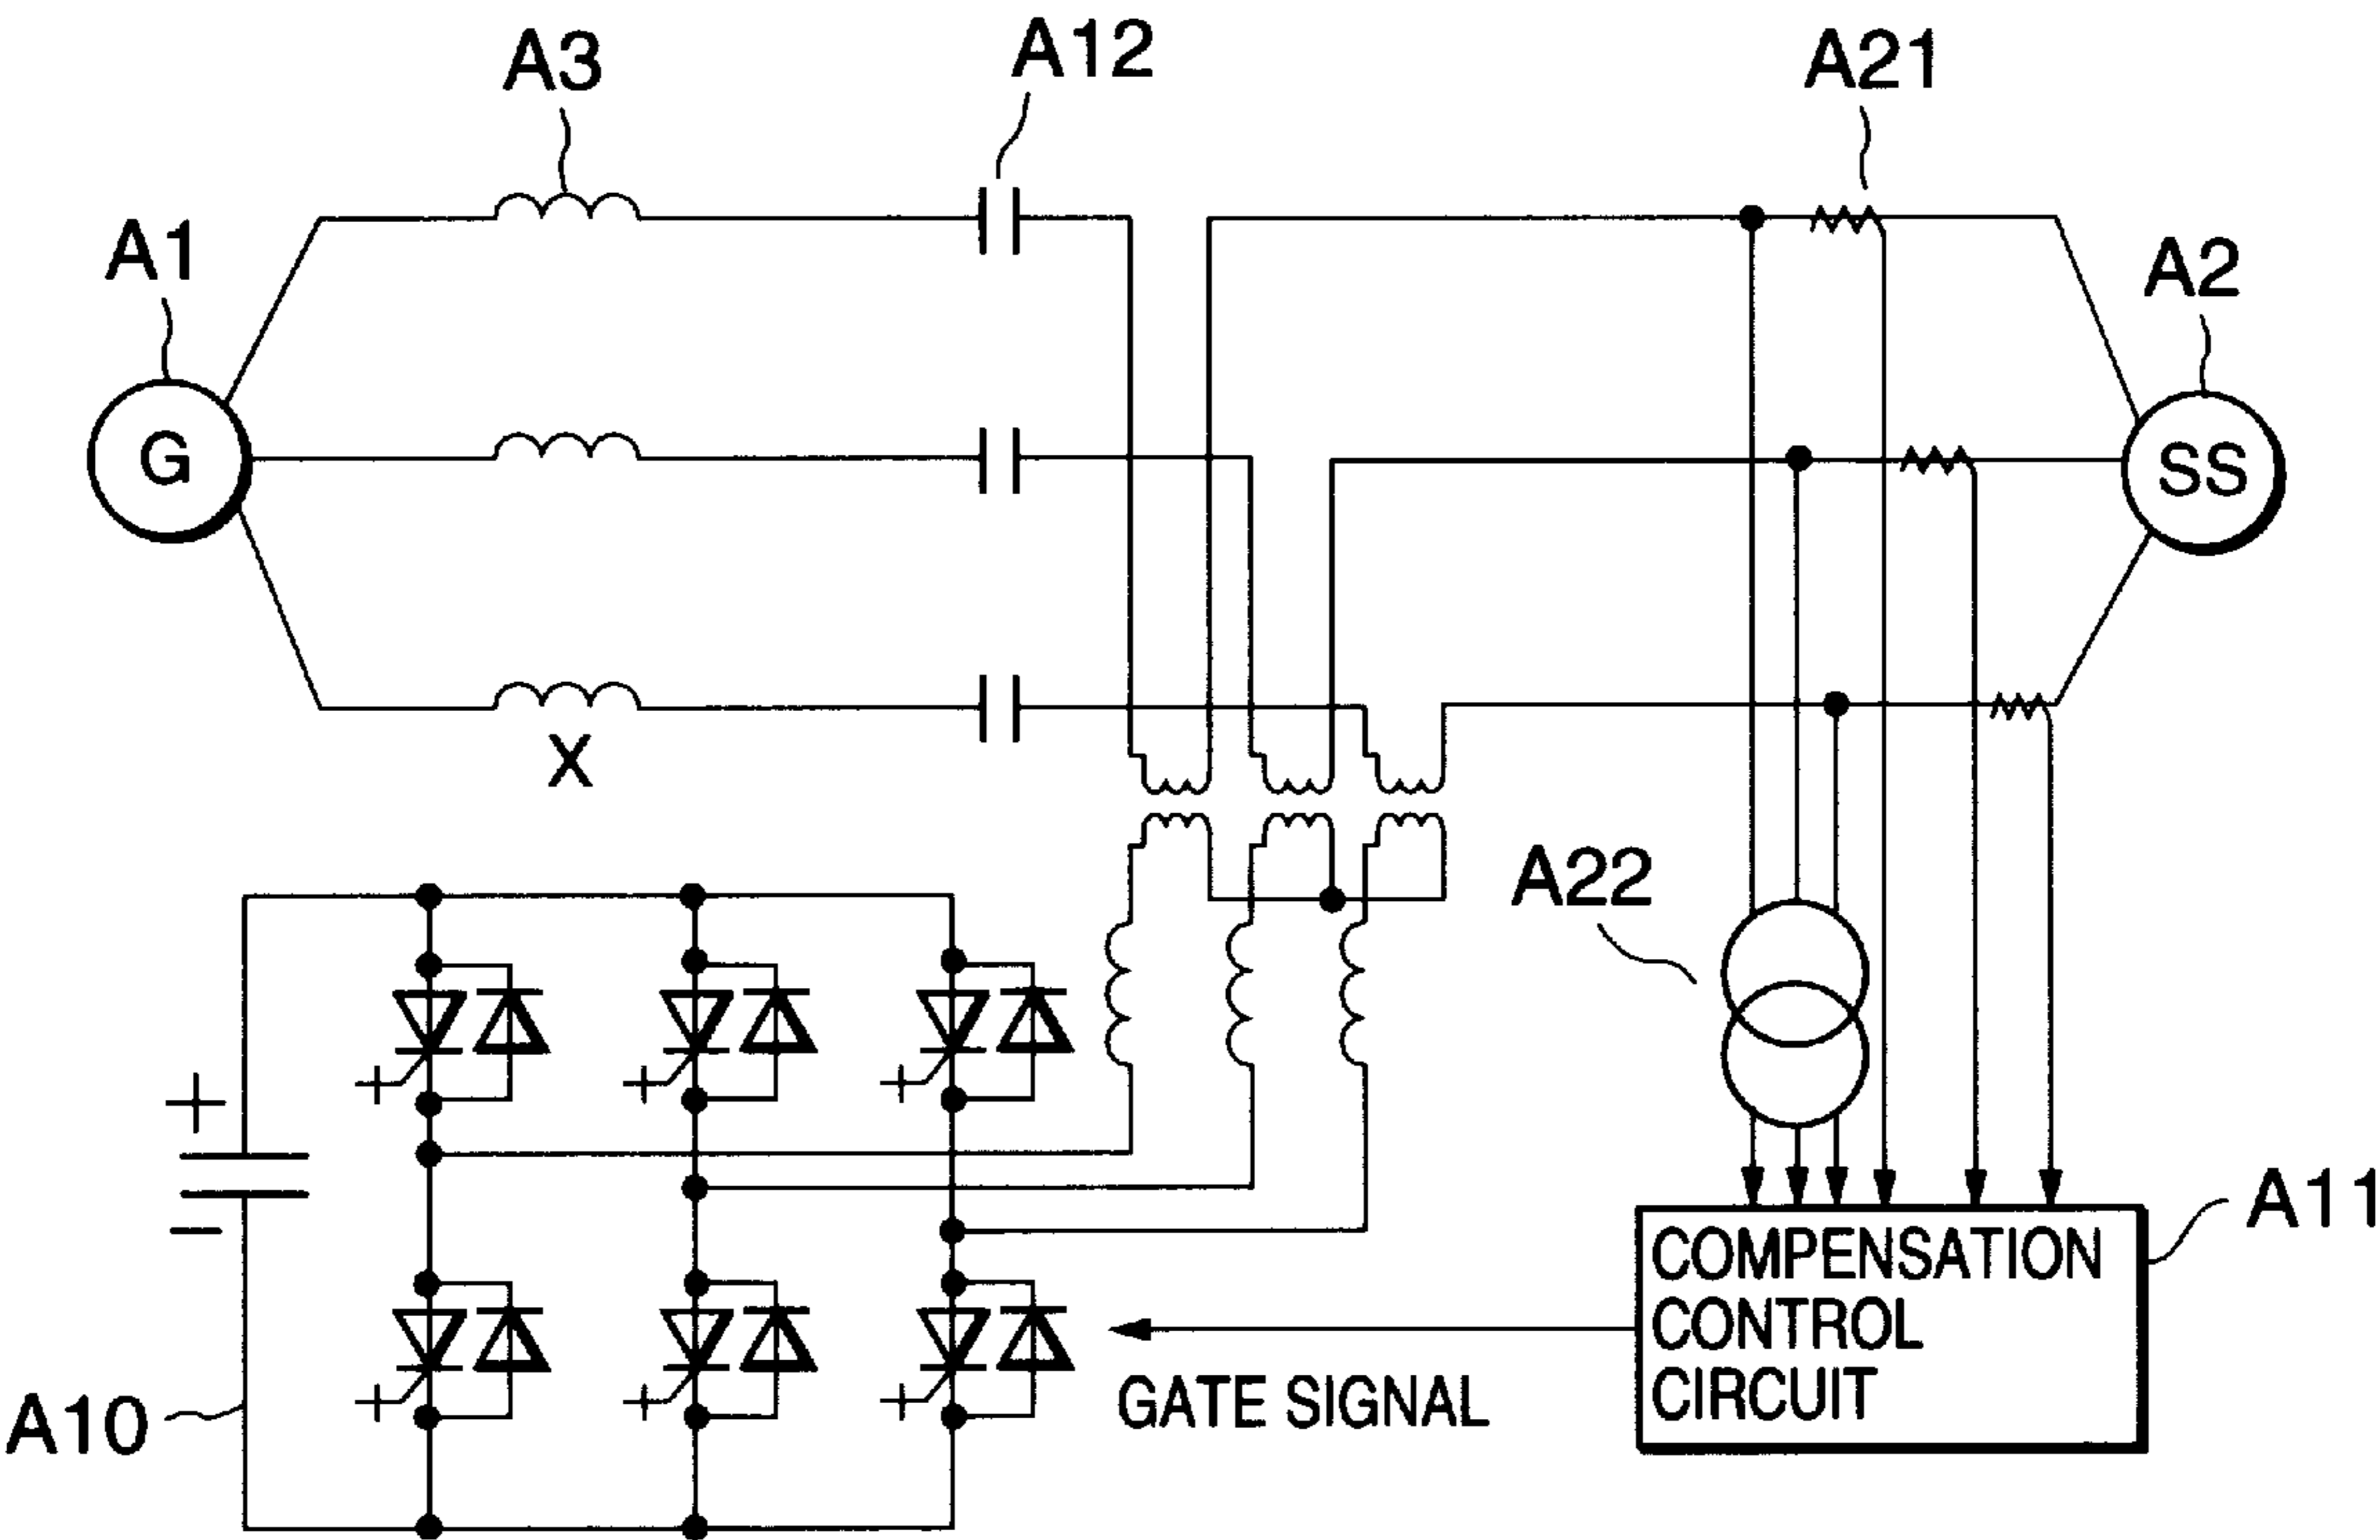 A3
A12
A21
A1
A2
G
SS
X
A22
+
−
A11
COMPENSATION
CONTROL
CIRCUIT
GATE SIGNAL
A10